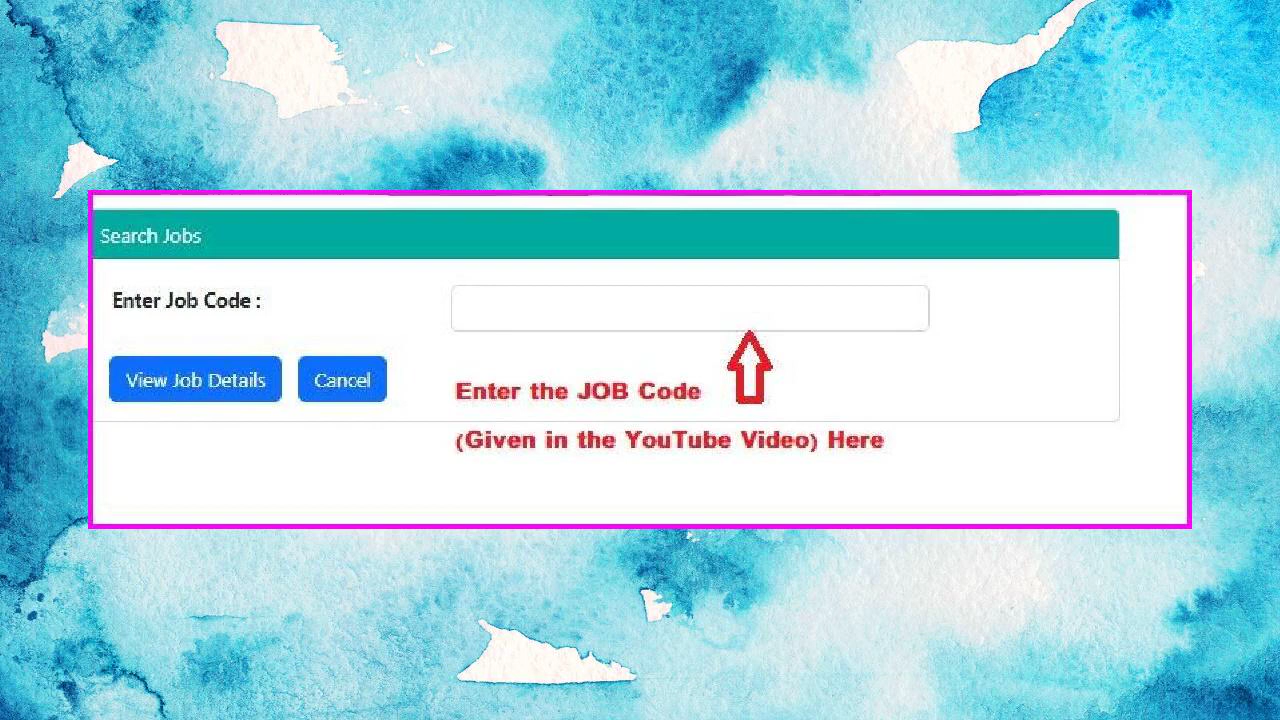 Search Jobs
Enter Job Code :
View Job Details Cancel
Enter the JOB Code
(Given in the YouTube Video) Here